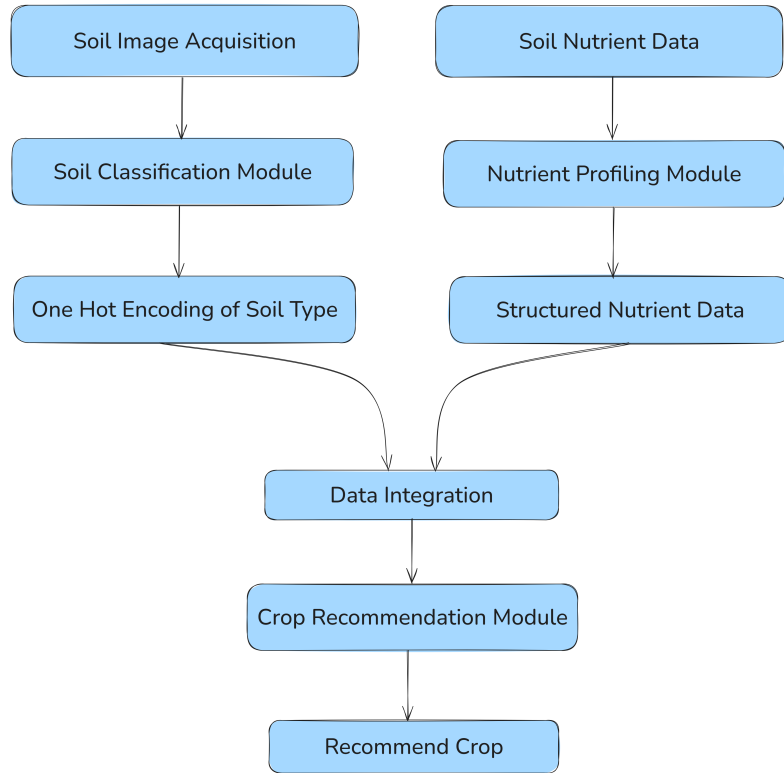 Soil Image Acquisition
Soil Nutrient Data
Soil Classification Module
Nutrient Profiling Module
One Hot Encoding of Soil Type
Structured Nutrient Data
Data Integration
Crop Recommendation Module
Recommend Crop